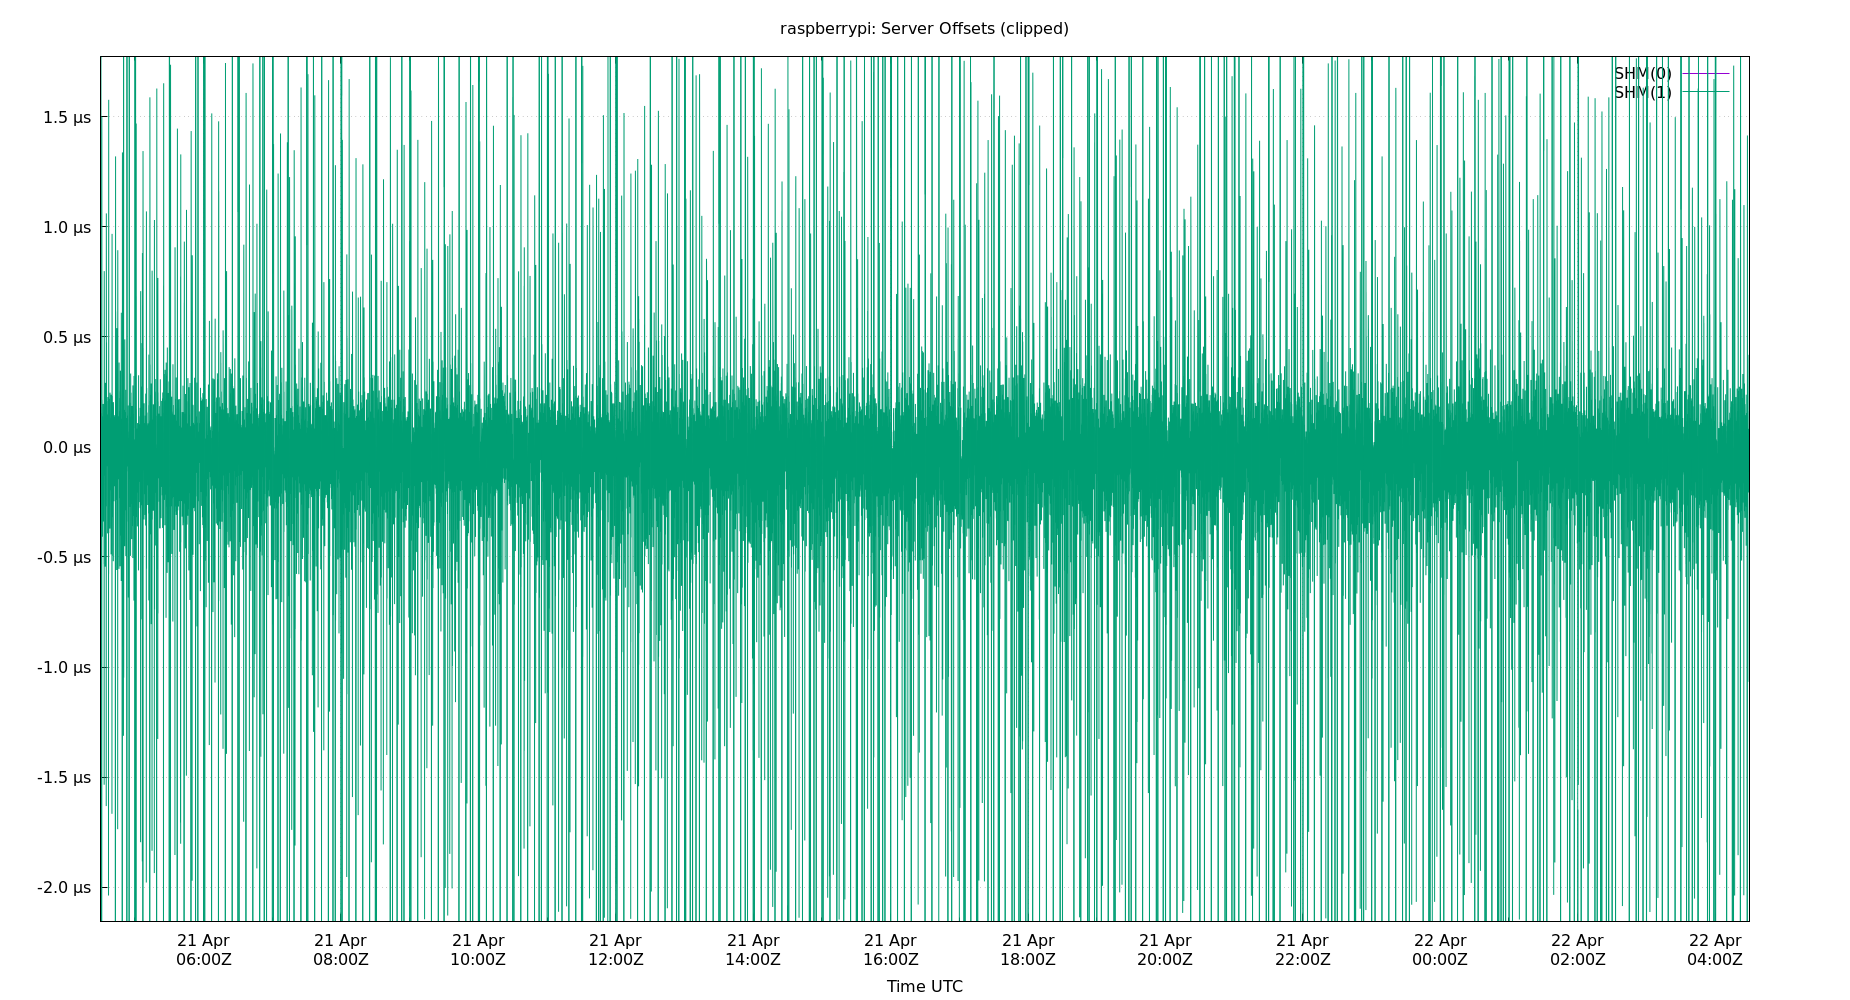 raspberrypi: Server Offsets (clipped)
SHM(0)
SHM(1)
1.5 µs
1.0 µs
0.5 µs
0.0 µs
-0.5 µs
-1.0 µs
-1.5 µs
-2.0 µs
21 Apr 21 Apr 21 Apr 21 Apr 21 Apr 21 Apr 21 Apr 21 Apr 21 Apr 22 Apr 22 Apr 22 Apr
06:00Z 08:00Z 10:00Z 12:00Z 14:00Z 16:00Z 18:00Z 20:00Z 22:00Z 00:00Z 02:00Z 04:00Z
Time UTC